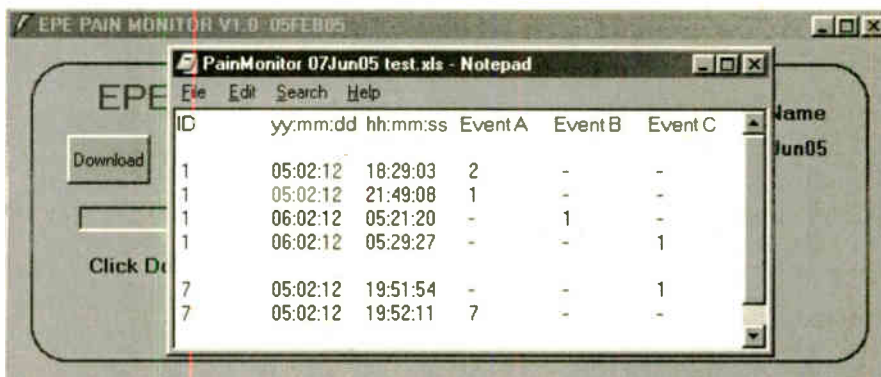 EPE PAIN MONITOR V1.0 05FEB05
PainMonitor 07Jun05 test.xls - Notepad
EPE
File Edit Search Help
Name
ID yy:mm:dd hh:mm:ss Event A Event B Event C
Jun05
Download
1 05:02:12 18:29:03 2 - -
1 05:02:12 21:49:08 1 - -
1 06:02:12 05:21:20 - 1 -
1 06:02:12 05:29:27 - - 1
Click
7 05:02:12 19:51:54 - - 1
7 05:02:12 19:52:11 7 - -